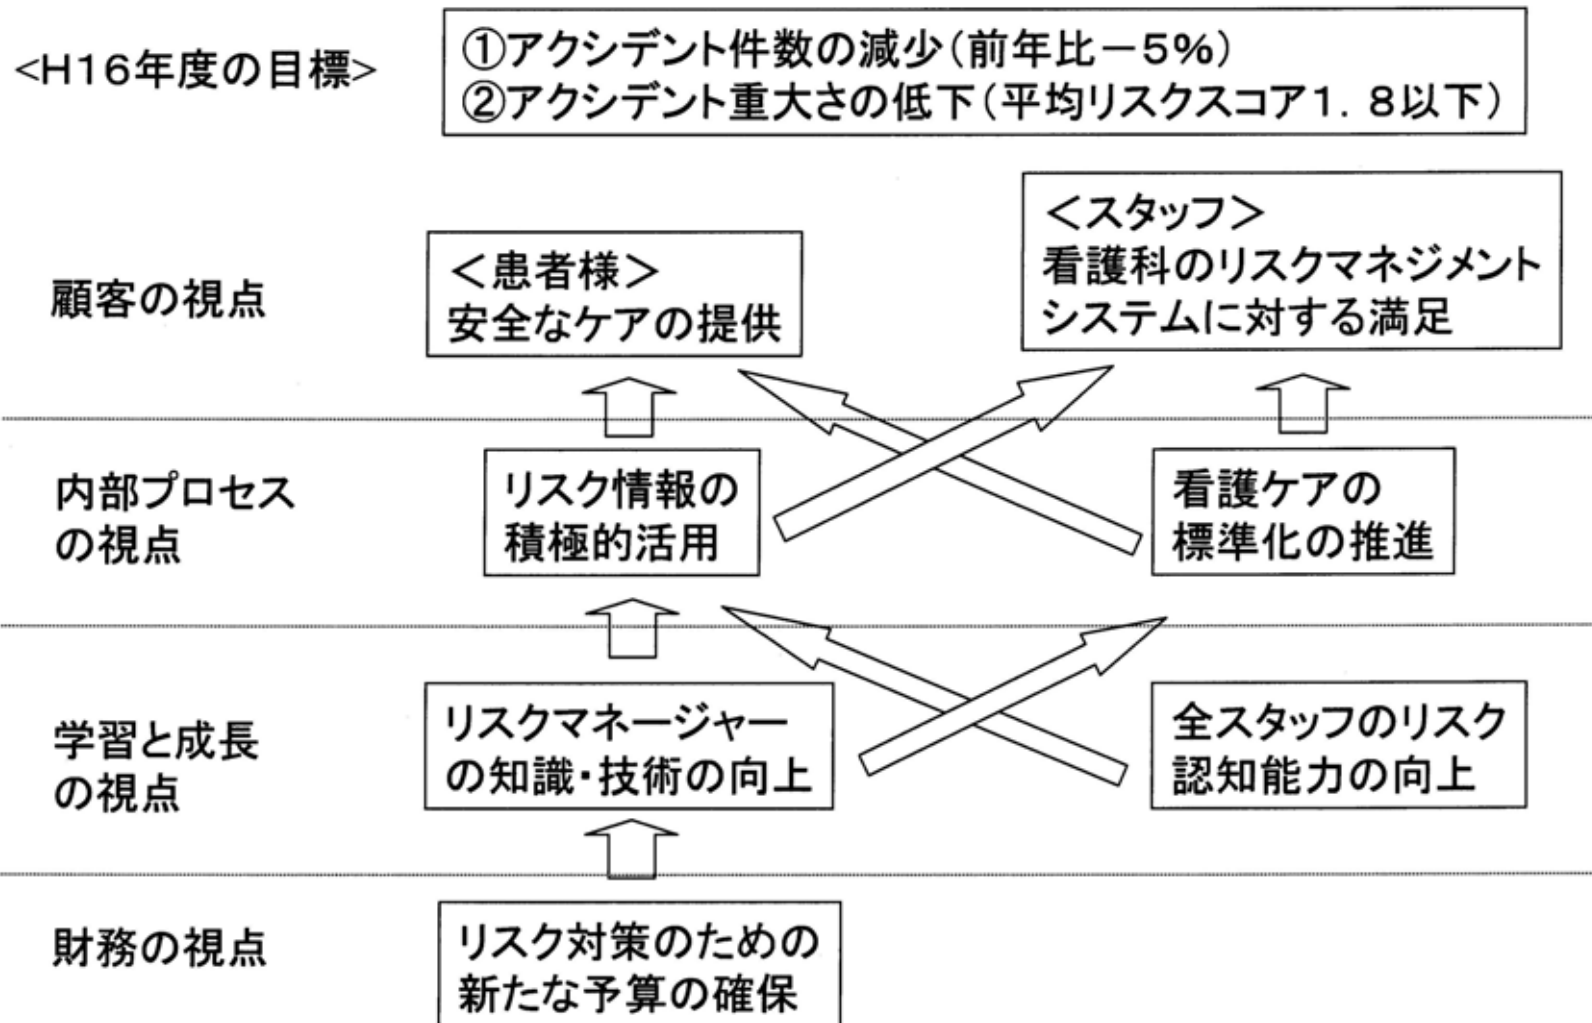 <H16年度の目標>
①アクシデント件数の減少(前年比－5%)
②アクシデント重大さの低下(平均リスクスコア1．8以下)
顧客の視点
＜患者様＞
安全なケアの提供
＜スタッフ＞
看護科のリスクマネジメント
システムに対する満足
内部プロセス
の視点
リスク情報の
積極的活用
看護ケアの
標準化の推進
学習と成長
の視点
リスクマネージャー
の知識・技術の向上
全スタッフのリスク
認知能力の向上
財務の視点
リスク対策のための
新たな予算の確保